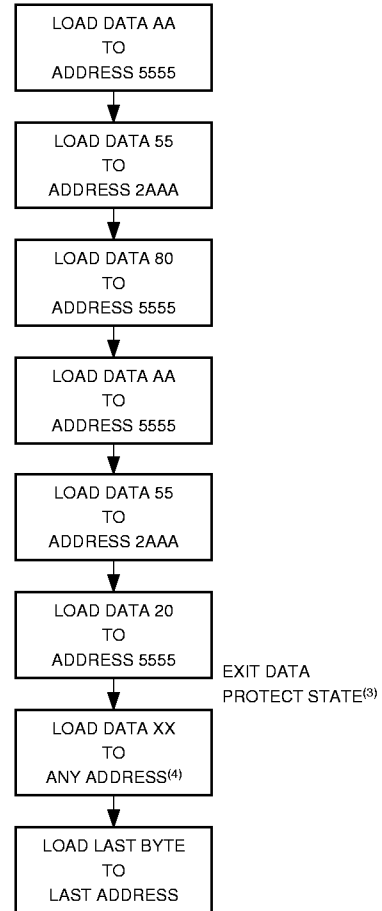 LOAD DATA AA
TO
ADDRESS 5555
LOAD DATA 55
TO
ADDRESS 2AAA
LOAD DATA 80
TO
ADDRESS 5555
LOAD DATA AA
TO
ADDRESS 5555
LOAD DATA 55
TO
ADDRESS 2AAA
LOAD DATA 20
TO
ADDRESS 5555
EXIT DATA
PROTECT STATE(3)
LOAD DATA XX
TO
ANY ADDRESS(4)
LOAD LAST BYTE
TO
LAST ADDRESS